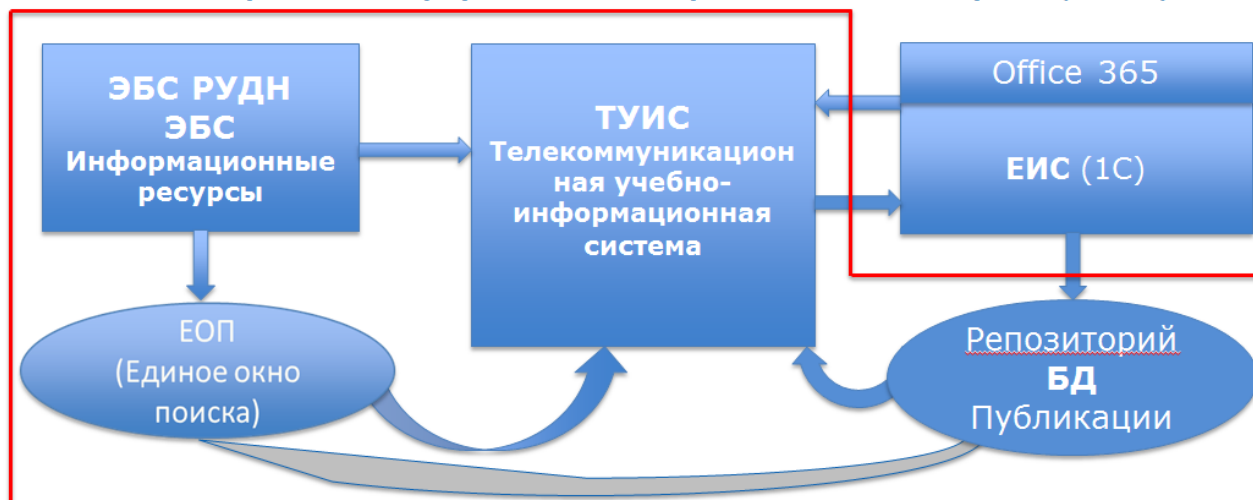 ЭБС РУДН
ЭБС
Информационные
ресурсы
ТУИС
Телекоммуникацион
ная учебно-
информационная
система
Office 365
ЕИС (1С)
ЕОП
(Единое окно
поиска)
Репозиторий
БД
Публикации